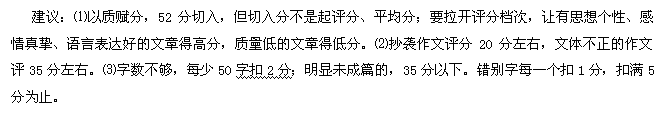 建议：⑴以质赋分，52 分切入，但切入分不是起评分、平均分；要拉开评分档次，让有思想个性、感
情真挚、语言表达好的文章得高分，质量低的文章得低分。⑵抄袭作文评分 20 分左右，文体不正的作文
评 35 分左右。⑶字数不够，每少 50 字扣 2 分；明显未成篇的，35 分以下。错别字每一个扣 1 分，扣满 5
分为止。